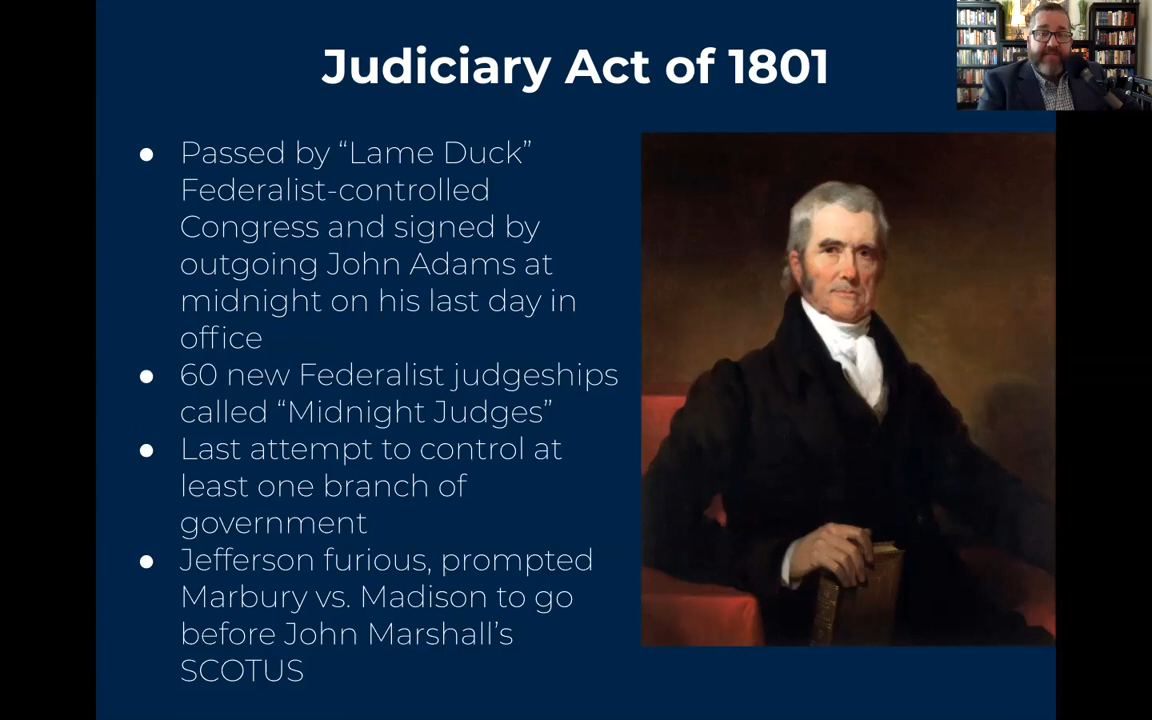 Judiciary Act of 1801
● Passed by “Lame Duck”
Federalist-controlled
Congress and signed by
outgoing John Adams at
midnight on his last day in
office
● 60 new Federalist judgeships
called “Midnight Judges”
● Last attempt to control at
least one branch of
government
● Jefferson furious, prompted
Marbury vs. Madison to go
before John Marshall’s
SCOTUS